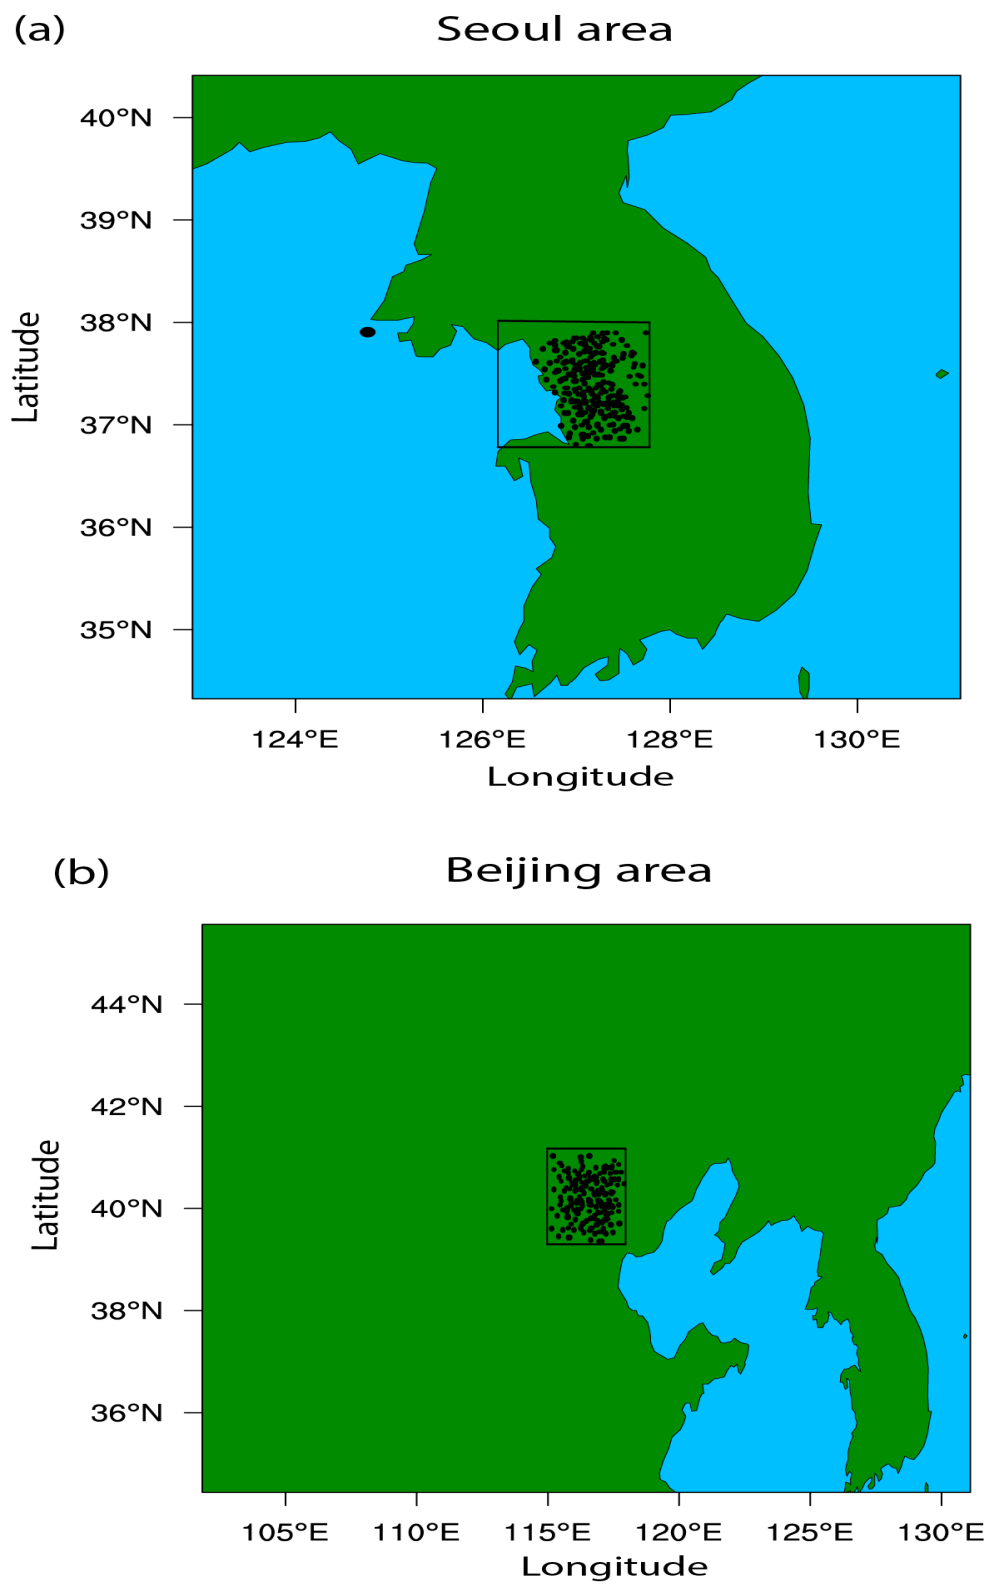 (a) Seoul area
40°N
39°N
38°N
37°N
36°N
35°N
Latitude
124°E 126°E 128°E 130°E
Longitude
(b) Beijing area
44°N
42°N
40°N
38°N
36°N
Latitude
105°E 110°E 115°E 120°E 125°E 130°E
Longitude